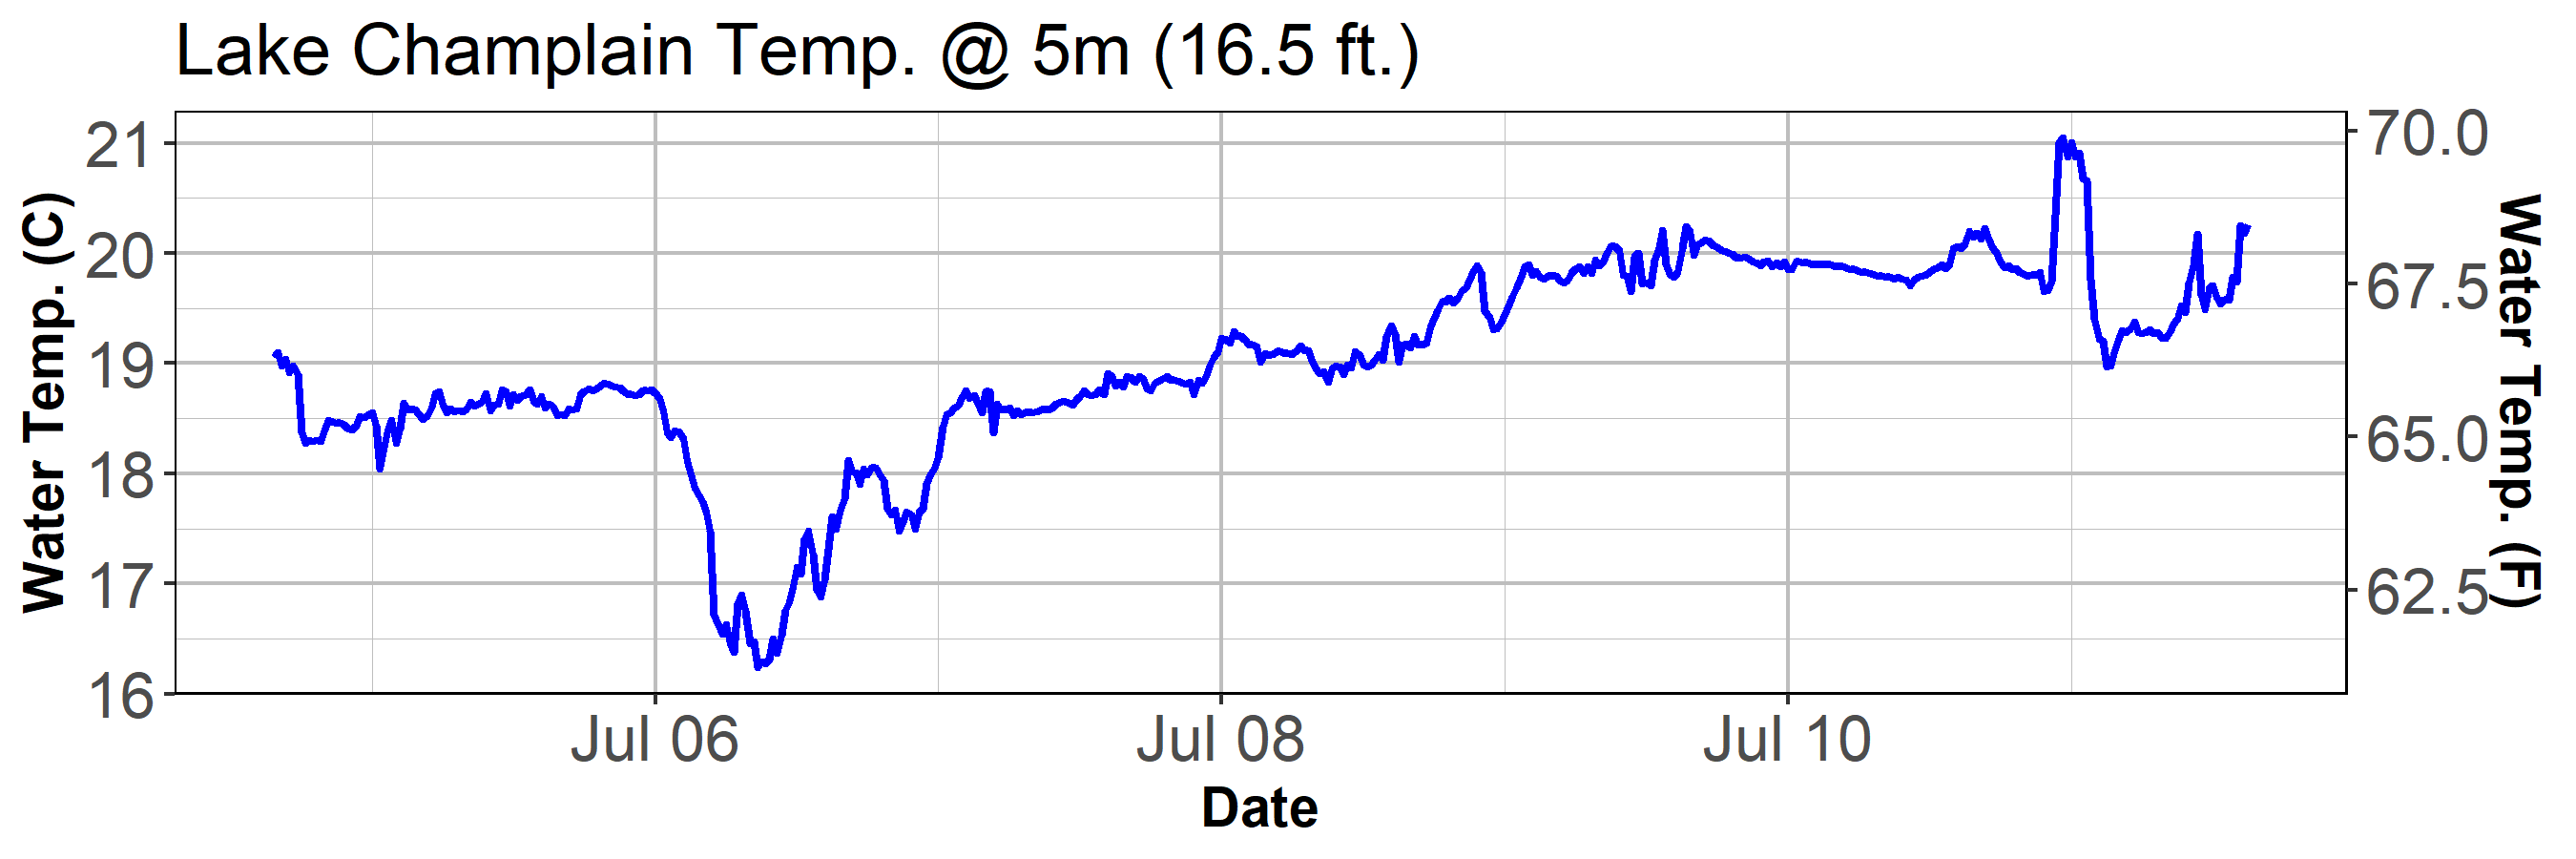 Lake Champlain Temp. @ 5m (16.5 ft.)
Water Temp. (C)
21
20
19
18
17
16
70.0
67.5
65.0
62.5
Water Temp. (F)
Jul 06
Jul 08
Jul 10
Date